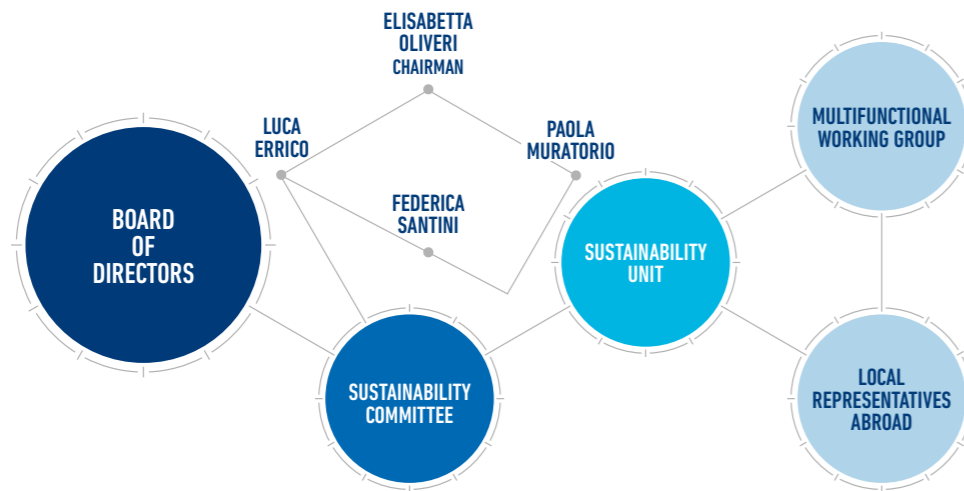 ELISABETTA
OLIVERI
CHAIRMAN
LUCA
ERRICO
PAOLA
MURATORIO
FEDERICA
SANTINI
BOARD
OF
DIRECTORS
SUSTAINABILITY
COMMITTEE
SUSTAINABILITY
UNIT
MULTIFUNCTIONAL
WORKING GROUP
LOCAL
REPRESENTATIVES
ABROAD